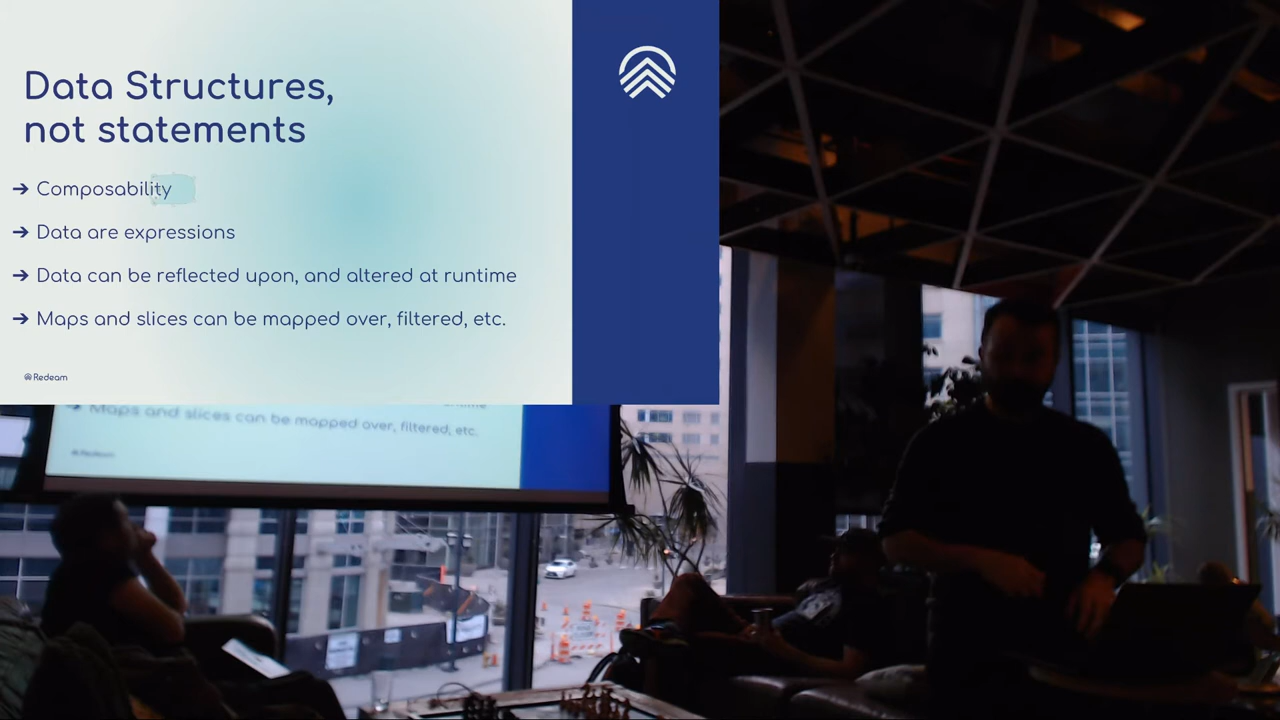 Data Structures,
not statements
➔ Composability
➔ Data are expressions
➔ Data can be reflected upon, and altered at runtime
➔ Maps and slices can be mapped over, filtered, etc.
Redeam
Maps and slices can be mapped over, filtered, etc.
Redeam